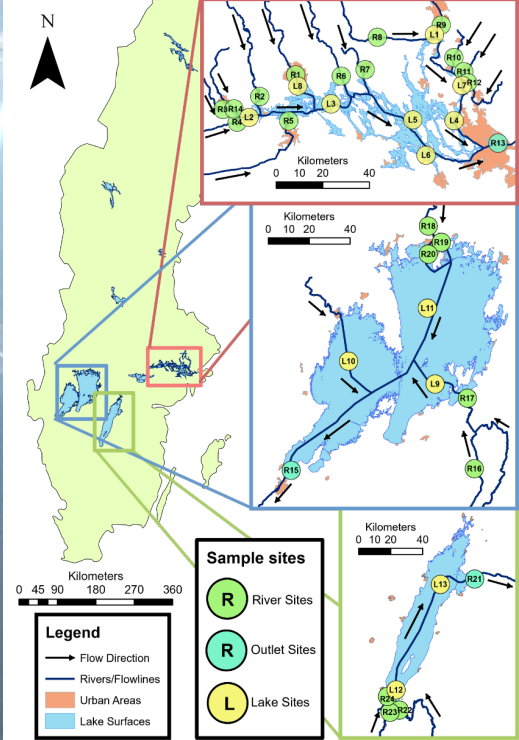 N
R9
R8
L1
R10
R11
R7
R1
R6
L8
L7
R12
R2
L3
R3
R14
L2
R4
R5
L5
L4
R13
L6
Kilometers
0 10 20 40
Kilometers
0 10 20 40
R18
R19
R20
L11
L10
L9
R17
R15
R16
Kilometers
0 10 20 40
L13
R21
L12
R24
R23
R22
Kilometers
0 45 90 180 270 360
Legend
Flow Direction
Rivers/Flowlines
Urban Areas
Lake Surfaces
Sample sites
R River Sites
R Outlet Sites
L Lake Sites